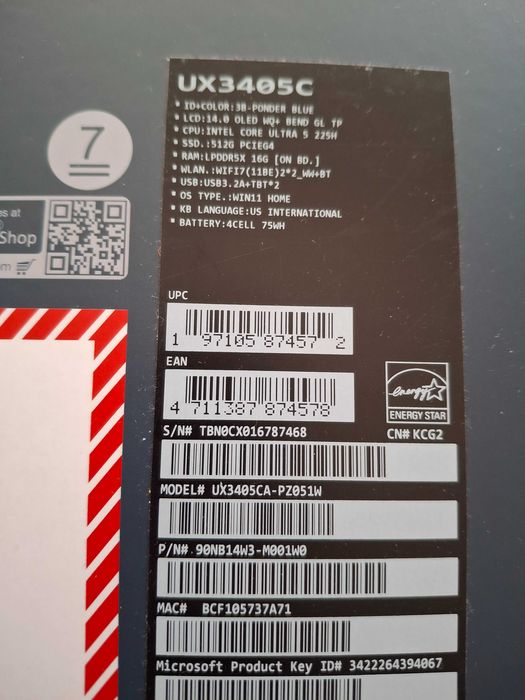 UX3405C
• ID+COLOR:3B-PONDER BLUE
• LCD:14.0 OLED WQ+ BEND GL TP
• CPU:INTEL CORE ULTRA 5 225H
• SSD.:512G PCIEG4
• RAM:LPDDR5X 16G [ON BD.]
• WLAN.:WIFI7(11BE)2*2_WW+BT
• USB:USB3.2A+TBT*2
• OS TYPE.:WIN11 HOME
• KB LANGUAGE:US INTERNATIONAL
• BATTERY:4CELL 75WH
7
es at
Shop
om
UPC
1 97105 87457 2
EAN
4 711387 874578
energy
ENERGY STAR
S/N# TBN0CX016787468
CN# KCG2
MODEL# UX3405CA-PZ051W
P/N# 90NB14W3-M001W0
MAC# BCF105737A71
Microsoft Product Key ID# 3422264394067